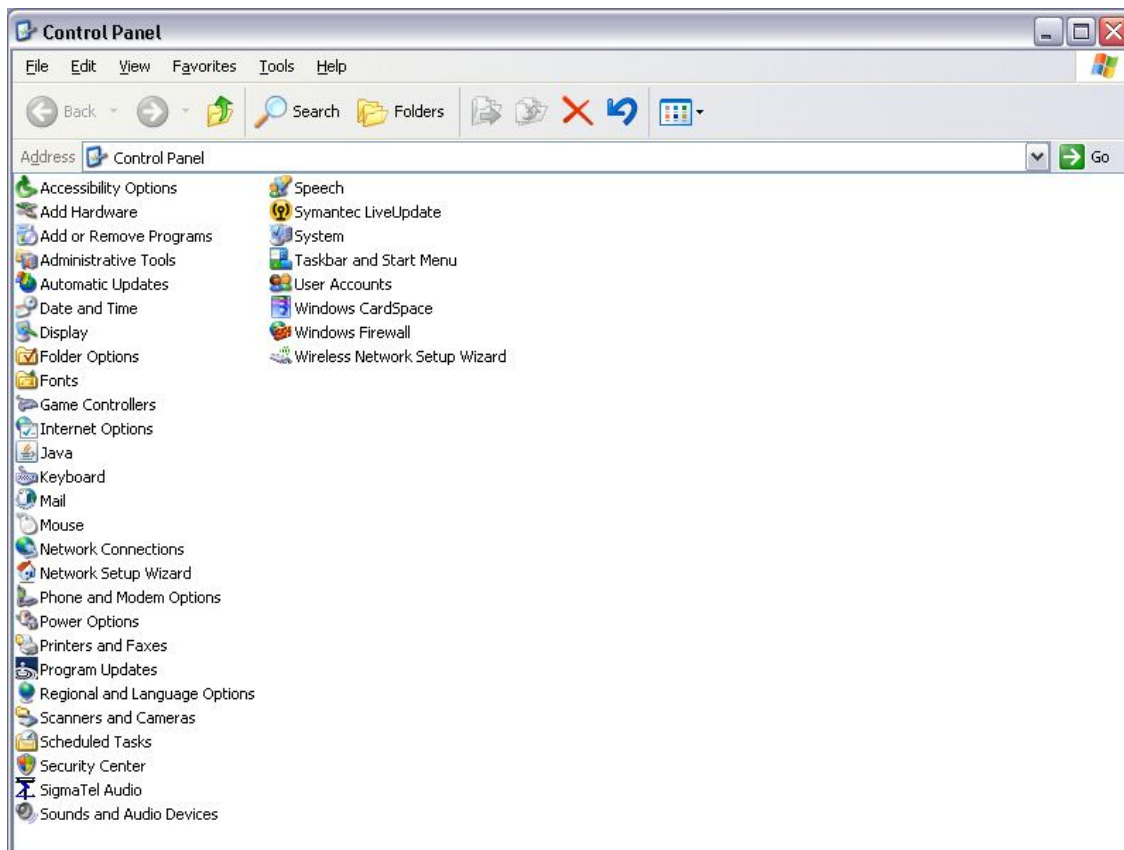 Control Panel
File Edit View Favorites Tools Help
Back Search Folders
Address Control Panel Go
Accessibility Options
Add Hardware
Add or Remove Programs
Administrative Tools
Automatic Updates
Date and Time
Display
Folder Options
Fonts
Game Controllers
Internet Options
Java
Keyboard
Mail
Mouse
Network Connections
Network Setup Wizard
Phone and Modem Options
Power Options
Printers and Faxes
Program Updates
Regional and Language Options
Scanners and Cameras
Scheduled Tasks
Security Center
SigmaTel Audio
Sounds and Audio Devices
Speech
Symantec LiveUpdate
System
Taskbar and Start Menu
User Accounts
Windows CardSpace
Windows Firewall
Wireless Network Setup Wizard